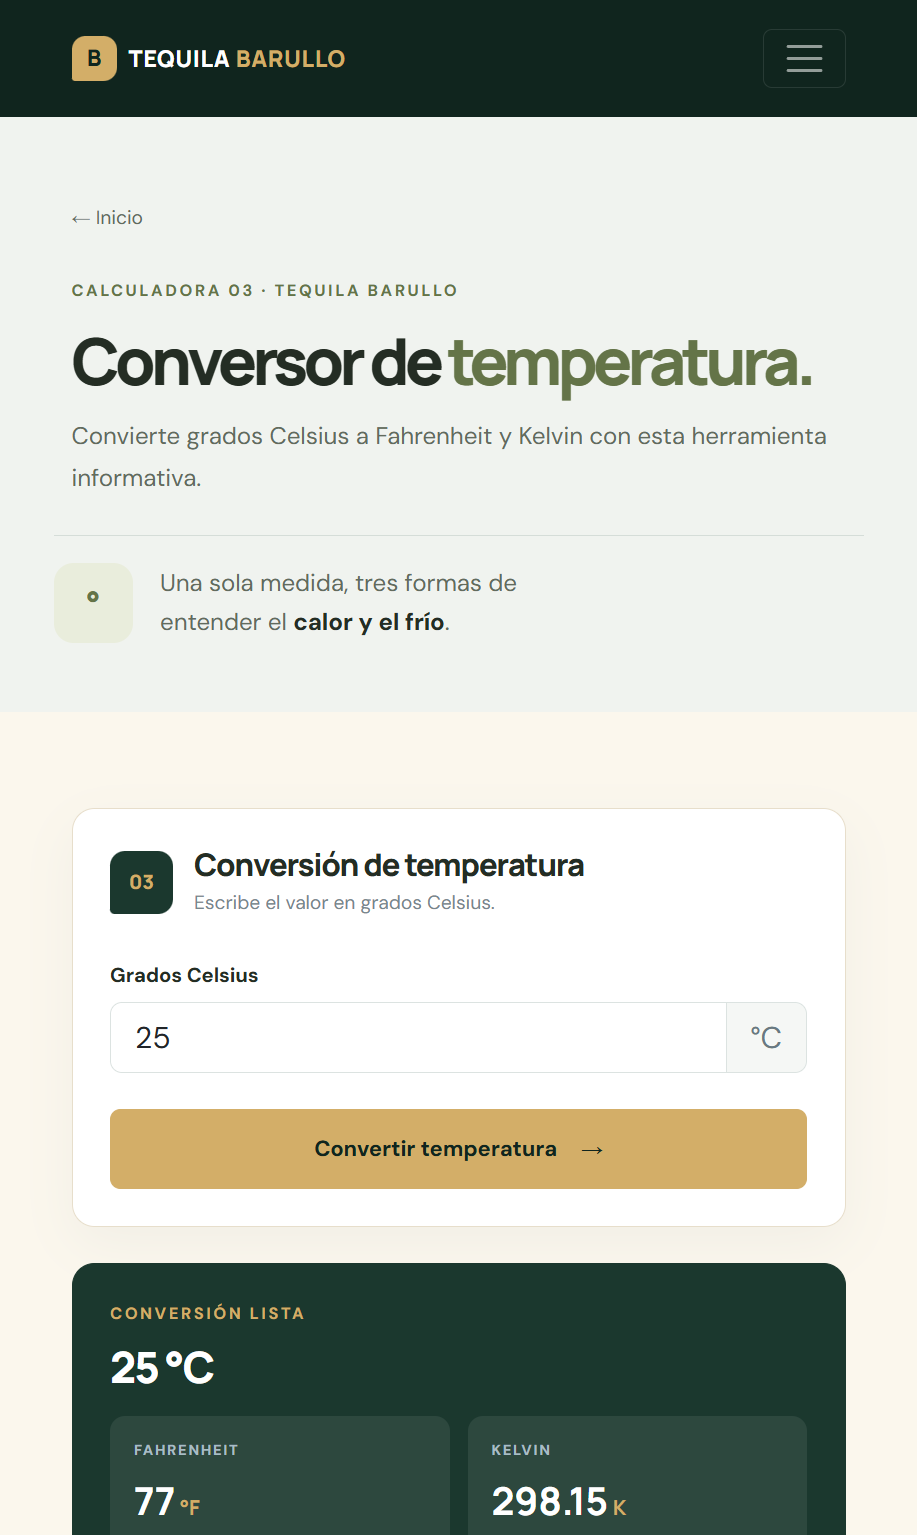 B TEQUILA BARULLO
← Inicio
CALCULADORA 03 · TEQUILA BARULLO
Conversor de temperatura.
Convierte grados Celsius a Fahrenheit y Kelvin con esta herramienta
informativa.
°
Una sola medida, tres formas de
entender el calor y el frío.
03
Conversión de temperatura
Escribe el valor en grados Celsius.
Grados Celsius
25 °C
Convertir temperatura →
CONVERSIÓN LISTA
25 °C
FAHRENHEIT
77 °F
KELVIN
298.15 K